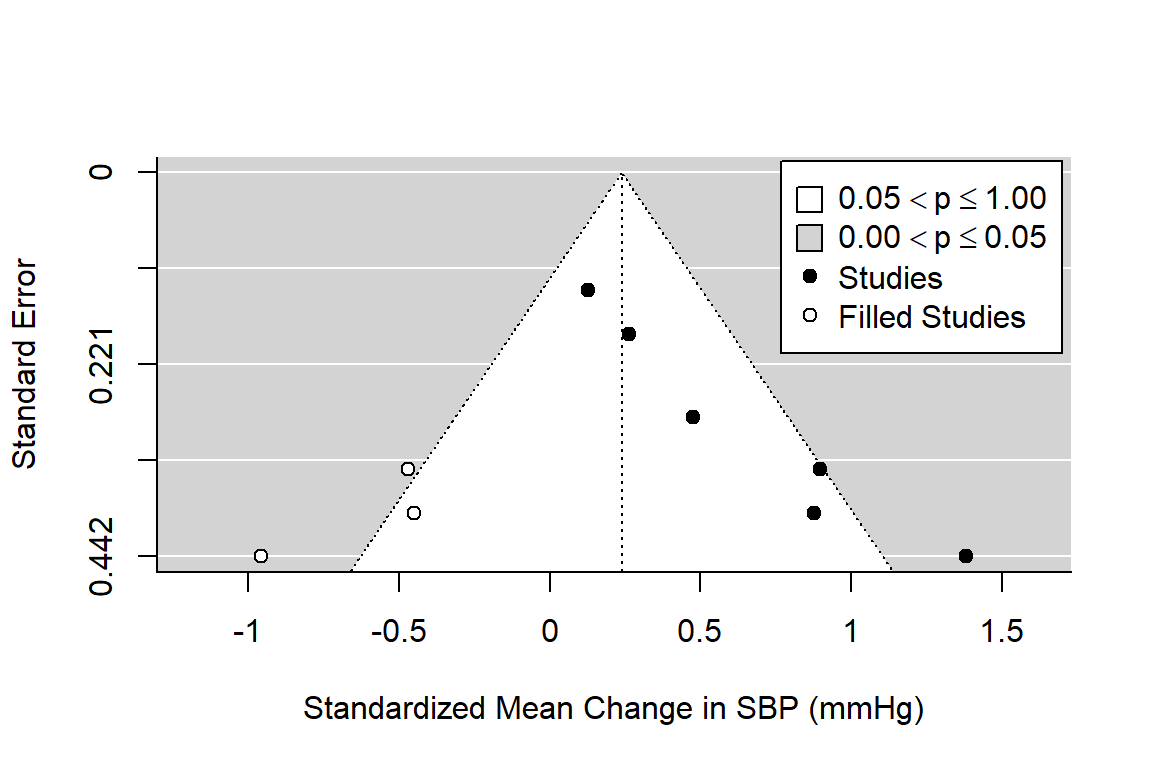 0.05 < p ≤ 1.00
0.00 < p ≤ 0.05
Studies
Filled Studies
Standard Error
0
0.221
0.442
-1
-0.5
0
0.5
1
1.5
Standardized Mean Change in SBP (mmHg)